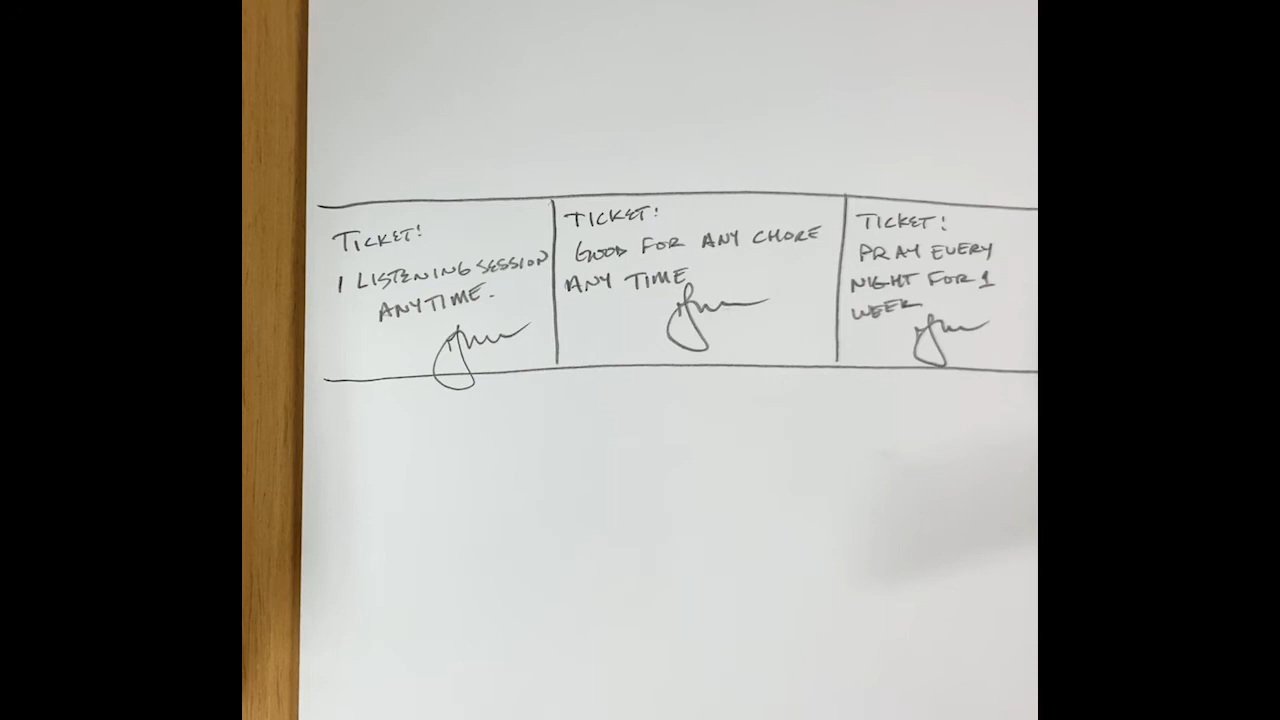 TICKET:
1 LISTENING SESSION
ANYTIME.
TICKET:
GOOD FOR ANY CHORE
ANY TIME
TICKET:
PRAY EVERY
NIGHT FOR 1
WEEK